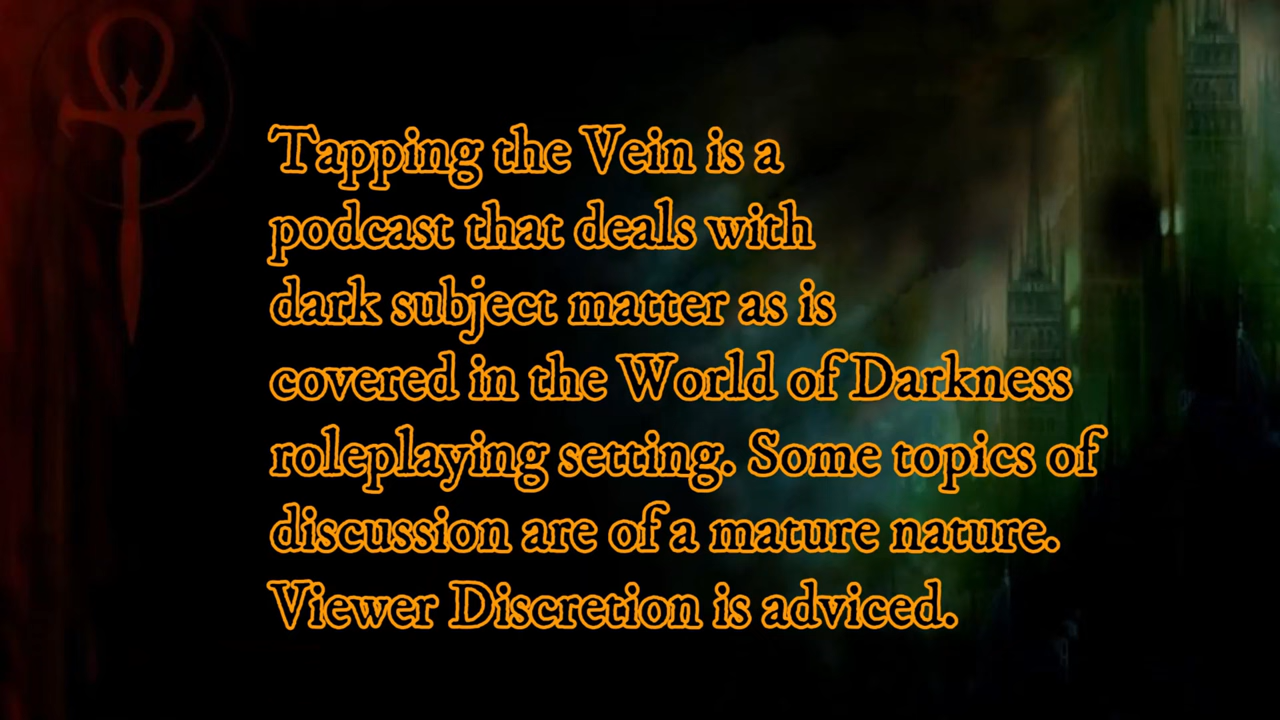 Tapping the Vein is a
podcast that deals with
dark subject matter as is
covered in the World of Darkness
roleplaying setting. Some topics of
discussion are of a mature nature.
Viewer Discretion is adviced.